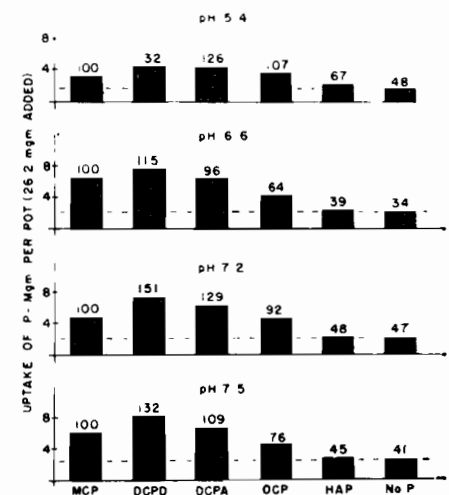 pH 5 4
8
4
100 32 126 107 67 48
pH 6 6
8
4
100 115 96 64 39 34
pH 7 2
8
4
100 151 129 92 48 47
pH 7 5
8
4
100 132 109 76 45 41
MCP DCPD DCPA OCP HAP No P
UPTAKE OF P-Mgm PER POT (26 2 mgm ADDED)